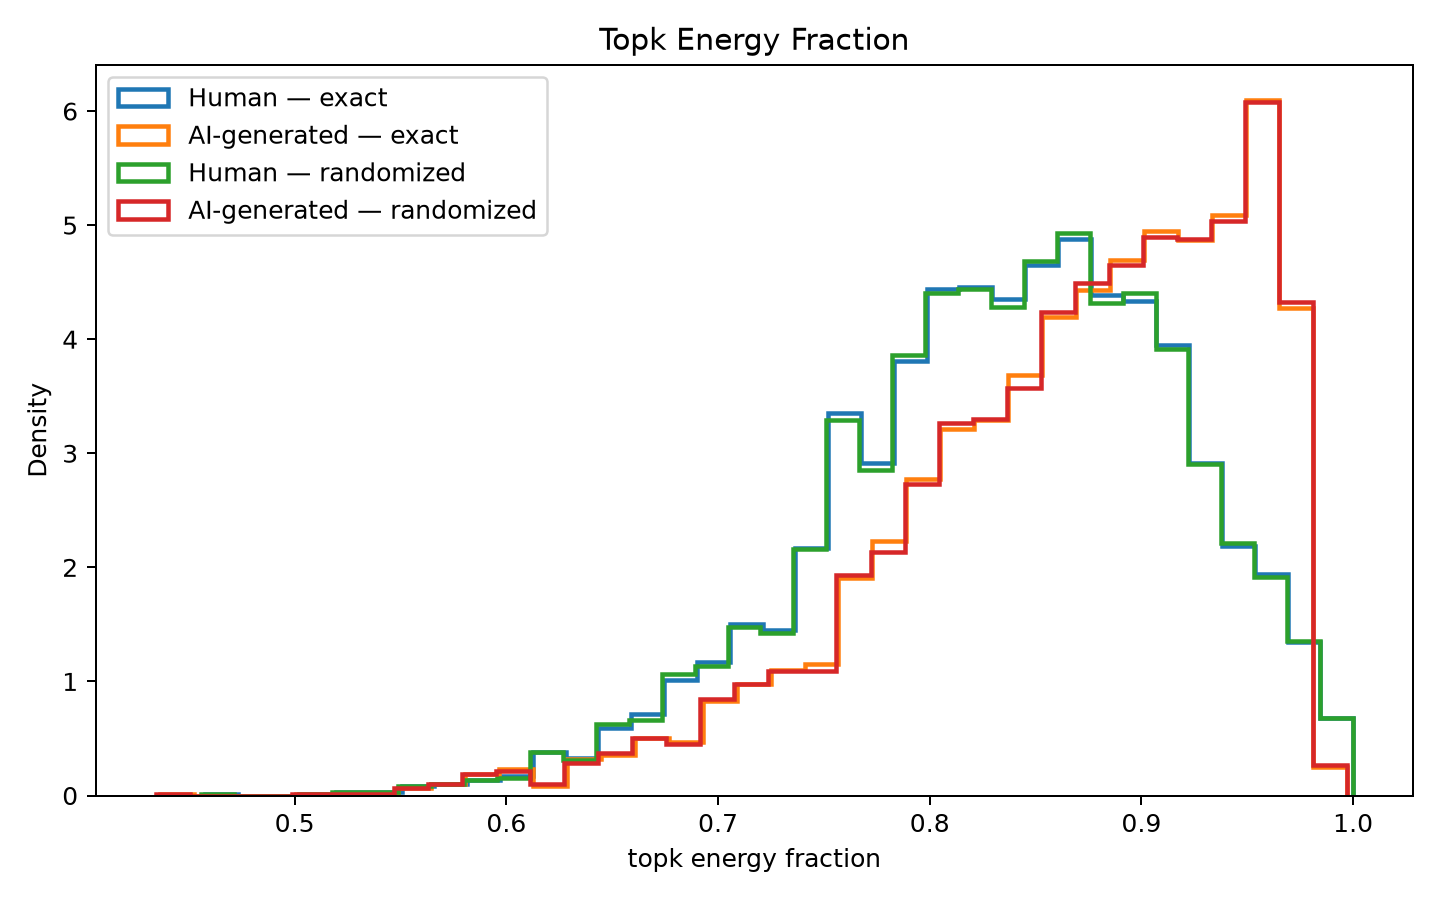 Topk Energy Fraction
Human — exact
AI-generated — exact
Human — randomized
AI-generated — randomized
6
5
4
3
2
1
0
Density
0.5 0.6 0.7 0.8 0.9 1.0
topk energy fraction